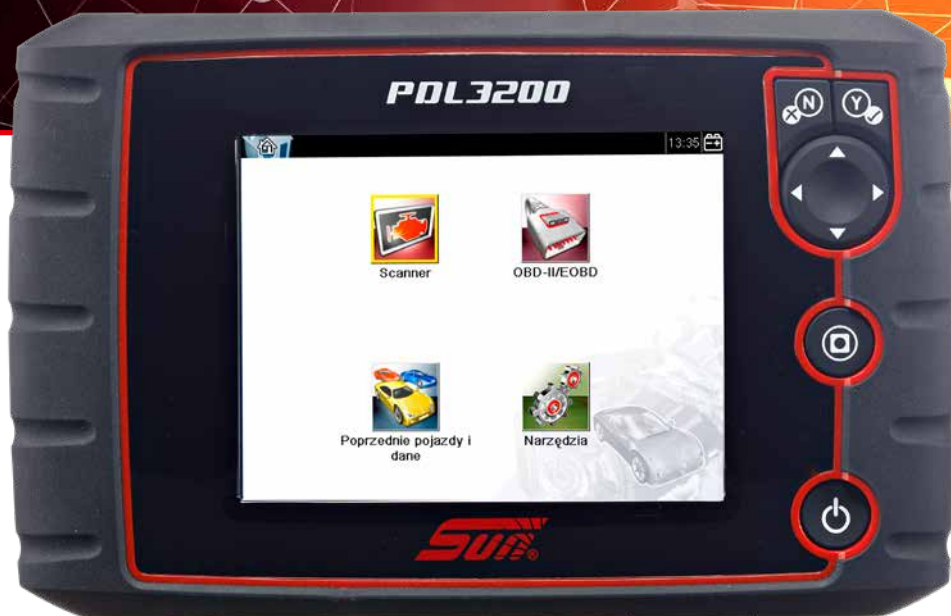 PDL3200
N
Y
13:35
Scanner
OBD-II/EOBD
Poprzednie pojazdy i
dane
Narzędzia
Sun®